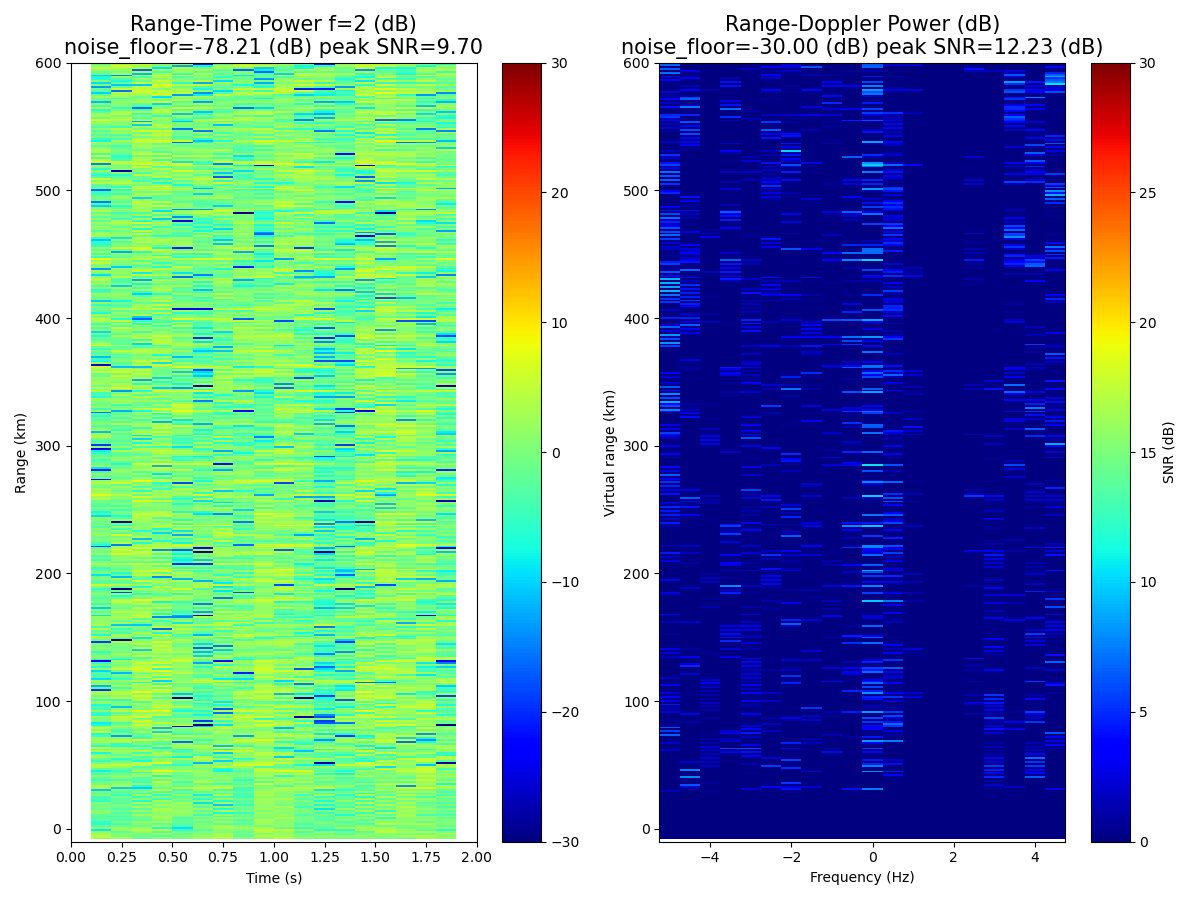 Range-Time Power f=2 (dB)
noise_floor=-78.21 (dB) peak SNR=9.70
Range-Doppler Power (dB)
noise_floor=-30.00 (dB) peak SNR=12.23 (dB)
600
500
400
300
200
100
0
Range (km)
0.00 0.25 0.50 0.75 1.00 1.25 1.50 1.75 2.00
Time (s)
30
20
10
0
−10
−20
−30
600
500
400
300
200
100
0
Virtual range (km)
−4 −2 0 2 4
Frequency (Hz)
30
25
20
15
10
5
0
SNR (dB)